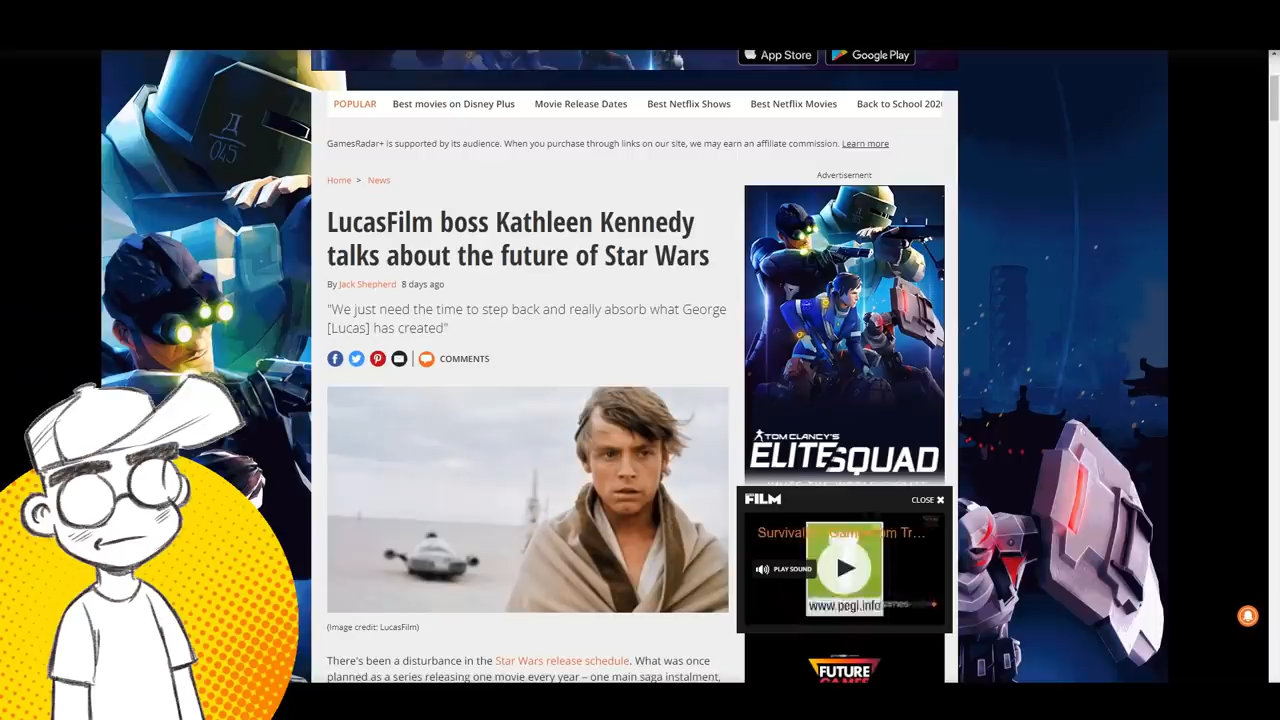 App Store
Google Play
POPULAR Best movies on Disney Plus Movie Release Dates Best Netflix Shows Best Netflix Movies Back to School 202
GamesRadar+ is supported by its audience. When you purchase through links on our site, we may earn an affiliate commission. Learn more
Advertisement
Home > News
LucasFilm boss Kathleen Kennedy
talks about the future of Star Wars
By Jack Shepherd 8 days ago
"We just need the time to step back and really absorb what George
[Lucas] has created"
COMMENTS
TOM CLANCY'S
ELITE SQUAD
FILM
CLOSE
PLAY SOUND
www.pegi.info
(Image credit: LucasFilm)
There's been a disturbance in the Star Wars release schedule. What was once
planned as a series releasing one movie every year – one main saga instalment,
FUTURE
GAMES
Д
045